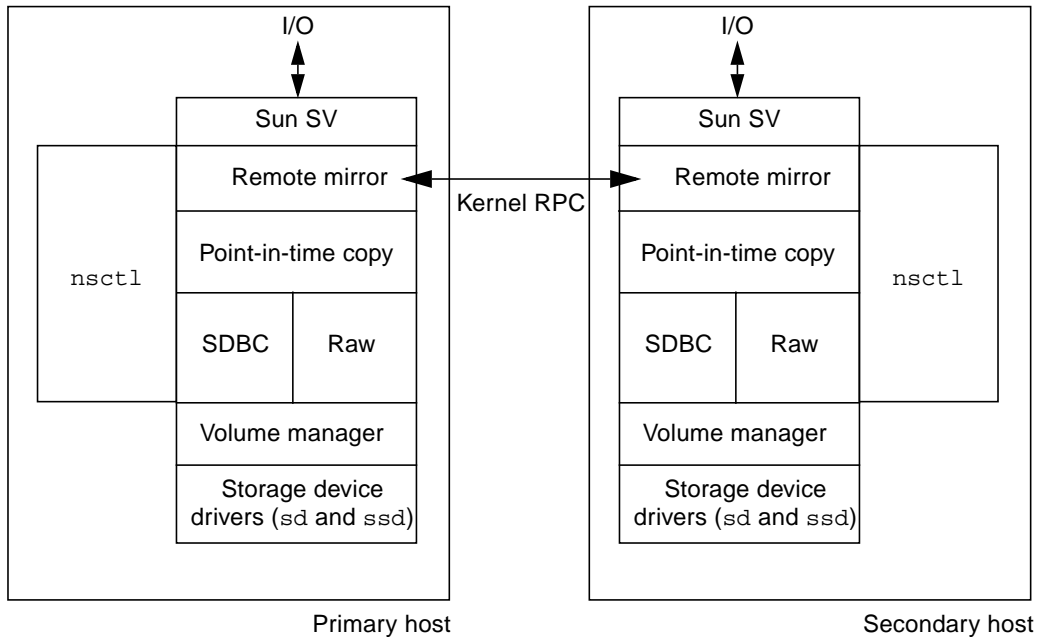 I/O
Sun SV
Remote mirror
Point-in-time copy
nsctl
SDBC
Raw
Volume manager
Storage device
drivers (sd and ssd)
Primary host
Kernel RPC
I/O
Sun SV
Remote mirror
Point-in-time copy
nsctl
SDBC
Raw
Volume manager
Storage device
drivers (sd and ssd)
Secondary host